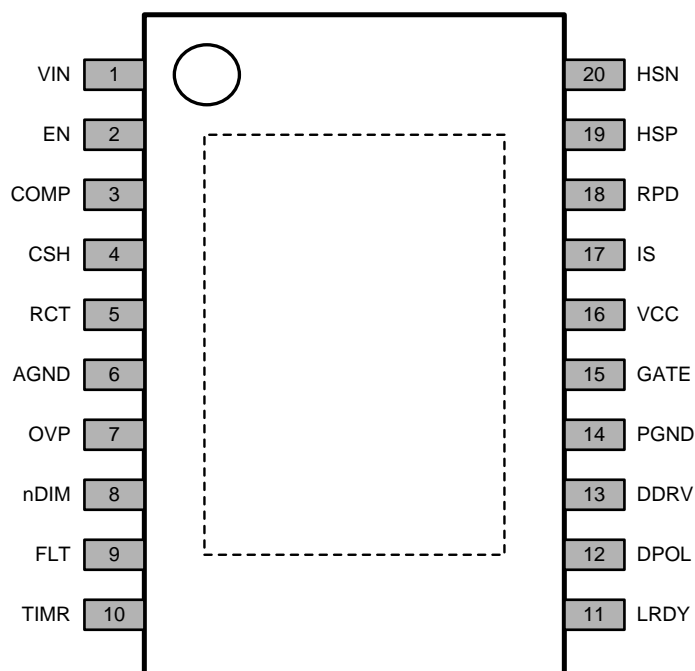 VIN 1 20 HSN
EN 2 19 HSP
COMP 3 18 RPD
CSH 4 17 IS
RCT 5 16 VCC
AGND 6 15 GATE
OVP 7 14 PGND
nDIM 8 13 DDRV
FLT 9 12 DPOL
TIMR 10 11 LRDY